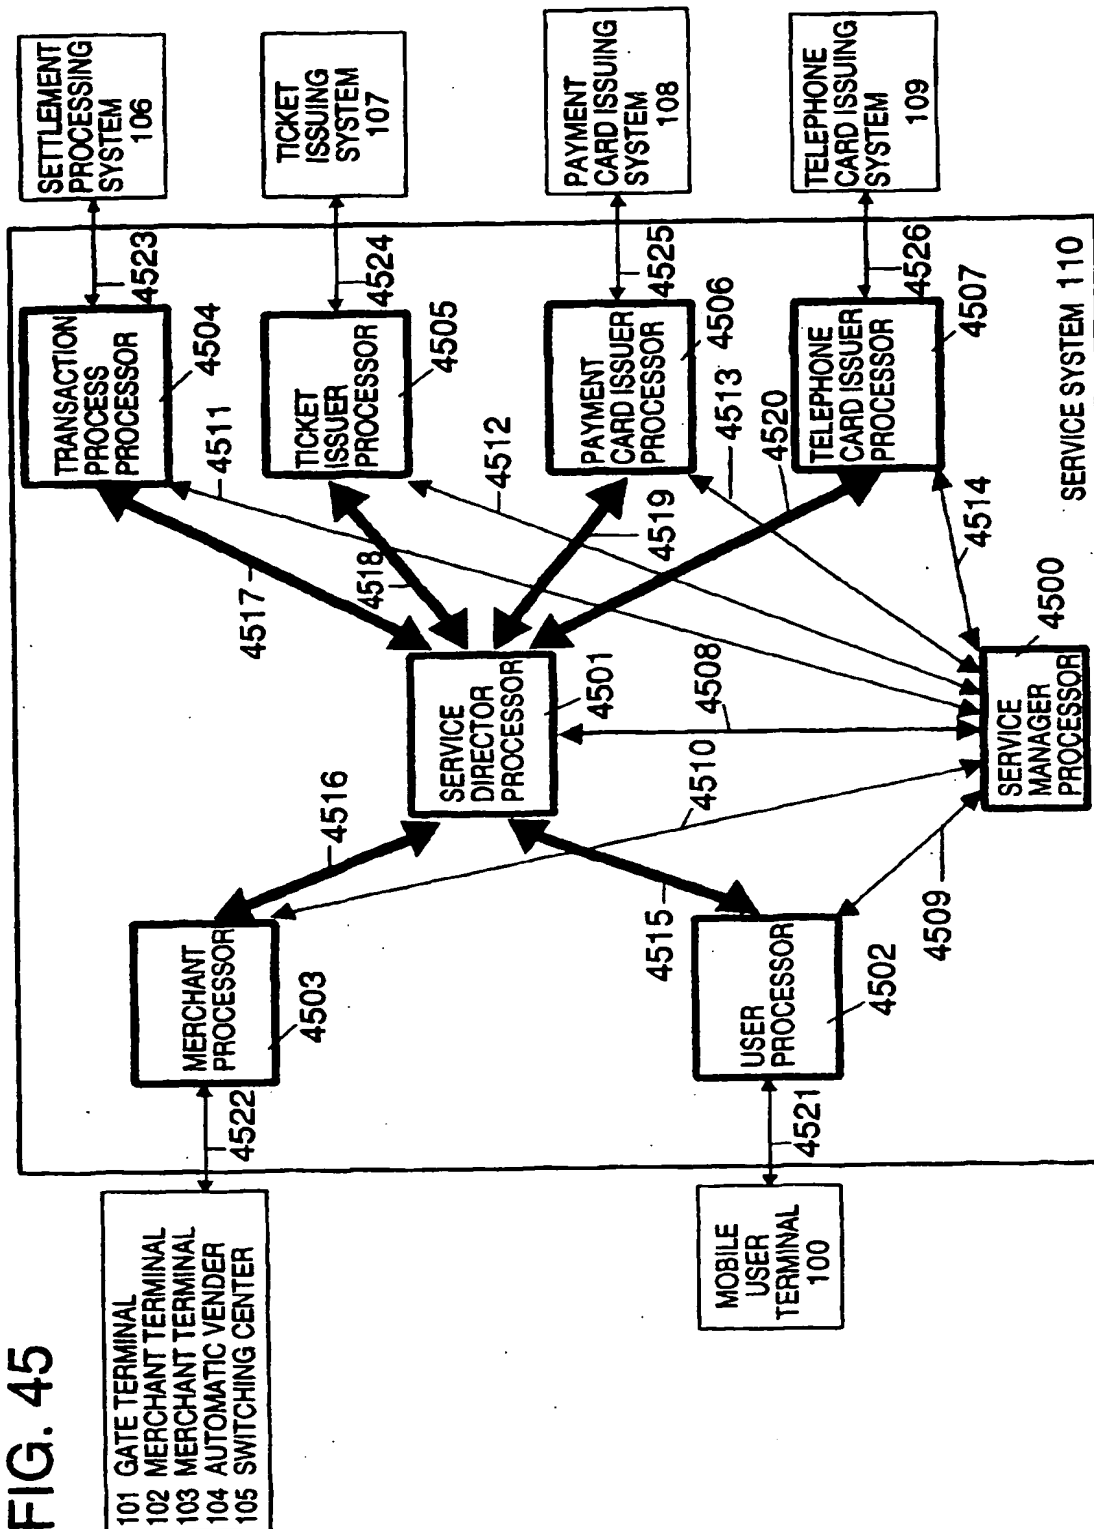 FIG. 45
101 GATE TERMINAL
102 MERCHANT TERMINAL
103 MERCHANT TERMINAL
104 AUTOMATIC VENDER
105 SWITCHING CENTER
MOBILE
USER
TERMINAL
100
4522
4521
MERCHANT
PROCESSOR
4503
USER
PROCESSOR
4502
4516
4515
4510
4509
SERVICE
DIRECTOR
PROCESSOR
4501
4508
SERVICE
MANAGER
PROCESSOR
4500
4517
4518
4519
4520
4511
4512
4513
4514
TRANSACTION
PROCESS
PROCESSOR
4504
TICKET
ISSUER
PROCESSOR
4505
PAYMENT
CARD ISSUER
PROCESSOR
4506
TELEPHONE
CARD ISSUER
PROCESSOR
4507
4523
4524
4525
4526
SERVICE SYSTEM 110
SETTLEMENT
PROCESSING
SYSTEM
106
TICKET
ISSUING
SYSTEM
107
PAYMENT
CARD ISSUING
SYSTEM
108
TELEPHONE
CARD ISSUING
SYSTEM
109